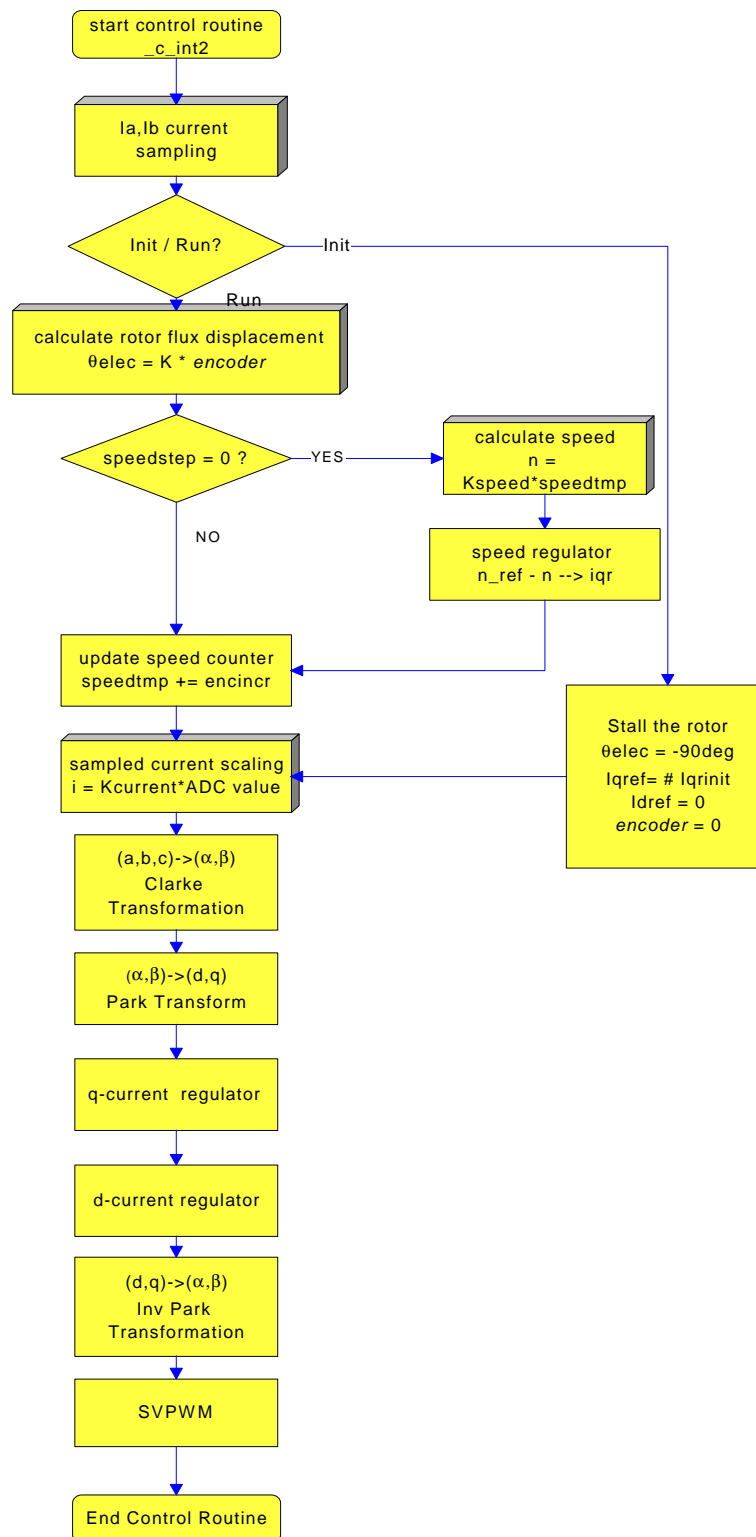 start control routine
_c_int2
Ia,Ib current
sampling
Init / Run?
Init
Run
calculate rotor flux displacement
θelec = K * encoder
speedstep = 0 ?
YES
calculate speed
n =
Kspeed*speedtmp
NO
speed regulator
n_ref - n --> iqr
update speed counter
speedtmp += encincr
Stall the rotor
θelec = -90deg
Iqref= # Iqrinit
Idref = 0
encoder = 0
sampled current scaling
i = Kcurrent*ADC value
(a,b,c)->(α,β)
Clarke
Transformation
(α,β)->(d,q)
Park Transform
q-current regulator
d-current regulator
(d,q)->(α,β)
Inv Park
Transformation
SVPWM
End Control Routine